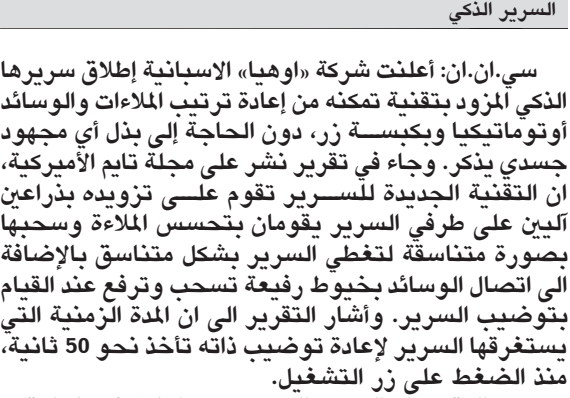 السرير الذكي
سي.ان.ان: أعلنت شركة «اوهيا» الاسبانية إطلاق سريرها
الذكي المزود بتقنية تمكنه من إعادة ترتيب الملاءات والوسائد
أوتوماتيكيا وبكبسة زر، دون الحاجة إلى بذل أي مجهود
جسدي يذكر. وجاء في تقرير نشر على مجلة تايم الأميركية،
ان التقنية الجديدة للسرير تقوم على تزويده بذراعين
آليين على طرفي السرير يقومان بتحسس الملاءة وسحبها
بصورة متناسقة لتغطي السرير بشكل متناسق بالإضافة
الى اتصال الوسائد بخيوط رفيعة تسحب وترفع عند القيام
بتوضيب السرير. وأشار التقرير الى ان المدة الزمنية التي
يستغرقها السرير لإعادة توضيب ذاته تأخذ نحو 50 ثانية،
منذ الضغط على زر التشغيل.